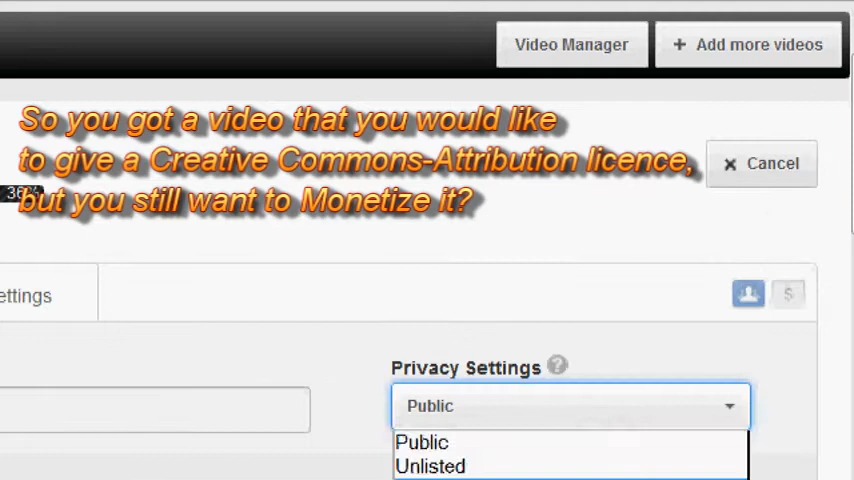 Video Manager
+ Add more videos
So you got a video that you would like
to give a Creative Commons-Attribution licence,
but you still want to Monetize it?
× Cancel
36%
ettings
$
Privacy Settings ?
Public
Public
Unlisted